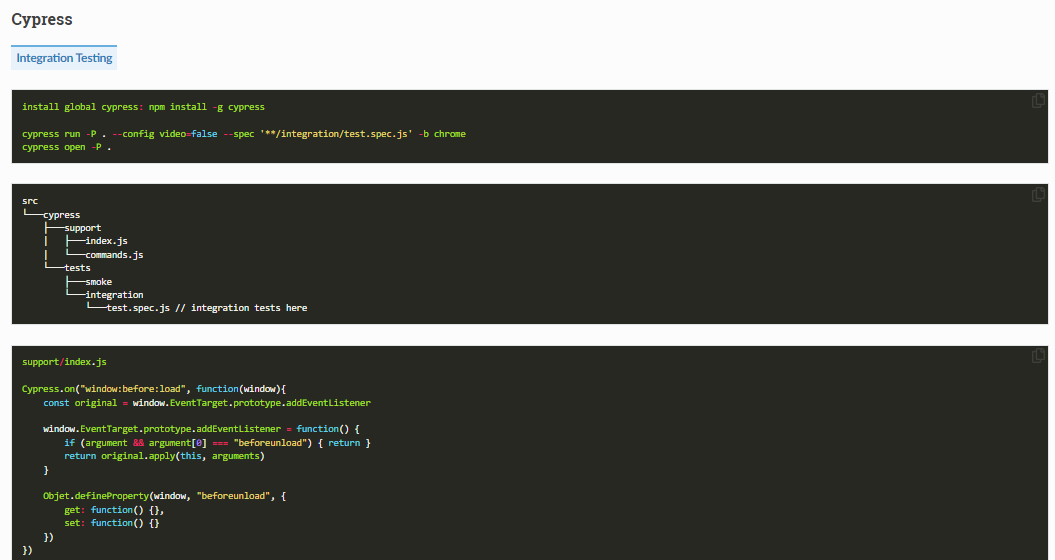 Cypress
Integration Testing
install global cypress: npm install -g cypress
cypress run -P . --config video=false --spec '**/integration/test.spec.js' -b chrome
cypress open -P .
src
└──cypress
    ├──support
    │   ├──index.js
    │   └──commands.js
    └──tests
        ├──smoke
        └──integration
            └──test.spec.js // integration tests here
support/index.js
Cypress.on("window:before:load", function(window){
    const original = window.EventTarget.prototype.addEventListener
    window.EventTarget.prototype.addEventListener = function() {
        if (argument && argument[0] === "beforeunload") { return }
        return original.apply(this, arguments)
    }
    Objet.defineProperty(window, "beforeunload", {
        get: function() {},
        set: function() {}
    })
})